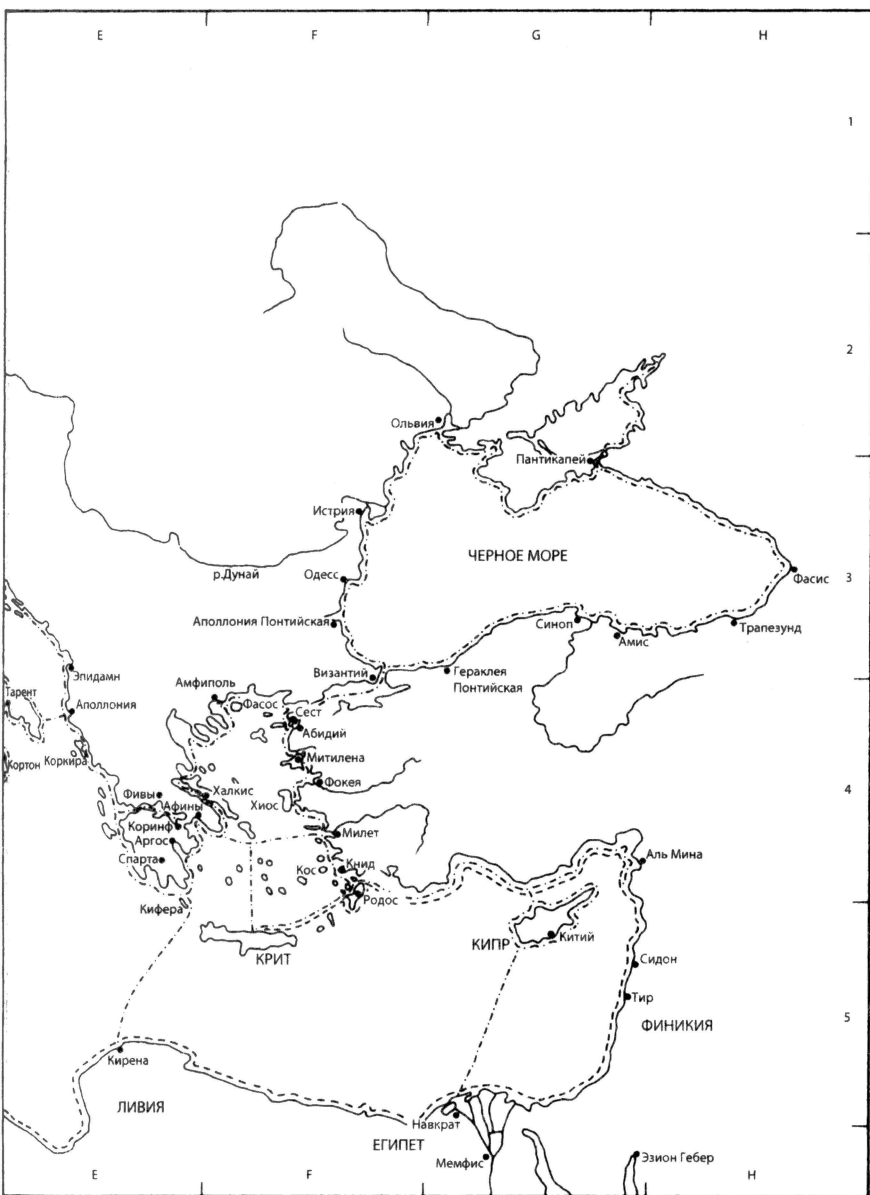 E F G H
1
2
Ольвия
Пантикапей
Истрия
ЧЕРНОЕ МОРЕ
р.Дунай
Одесс
Фасис
3
Аполлония Понтийская
Синоп
Амис
Трапезунд
Эпидамн
Византий
Гераклея
Понтийская
Амфиполь
Тарент
Фасос
Аполлония
Сест
Абидий
Кортон
Коркира
Митилена
Фокея
4
Фивы
Халкис
Хиос
Афины
Коринф
Милет
Аргос
Спарта
Кос
Книд
Аль Мина
Родос
Кифера
КРИТ
КИПР
Китий
Сидон
Тир
ФИНИКИЯ
5
Кирена
ЛИВИЯ
Навкрат
ЕГИПЕТ
Мемфис
Эзион Гебер
E F G H